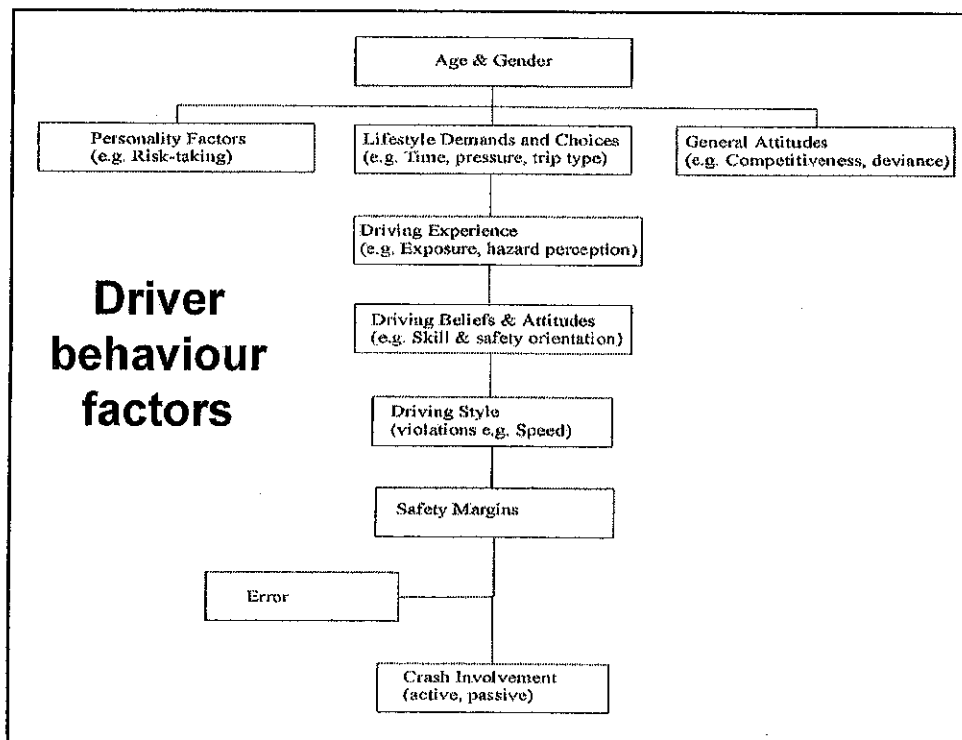 Age & Gender
Personality Factors
(e.g. Risk-taking)
Lifestyle Demands and Choices
(e.g. Time, pressure, trip type)
General Attitudes
(e.g. Competitiveness, deviance)
Driving Experience
(e.g. Exposure, hazard perception)
Driver
behaviour
factors
Driving Beliefs & Attitudes
(e.g. Skill & safety orientation)
Driving Style
(violations e.g. Speed)
Safety Margins
Error
Crash Involvement
(active, passive)